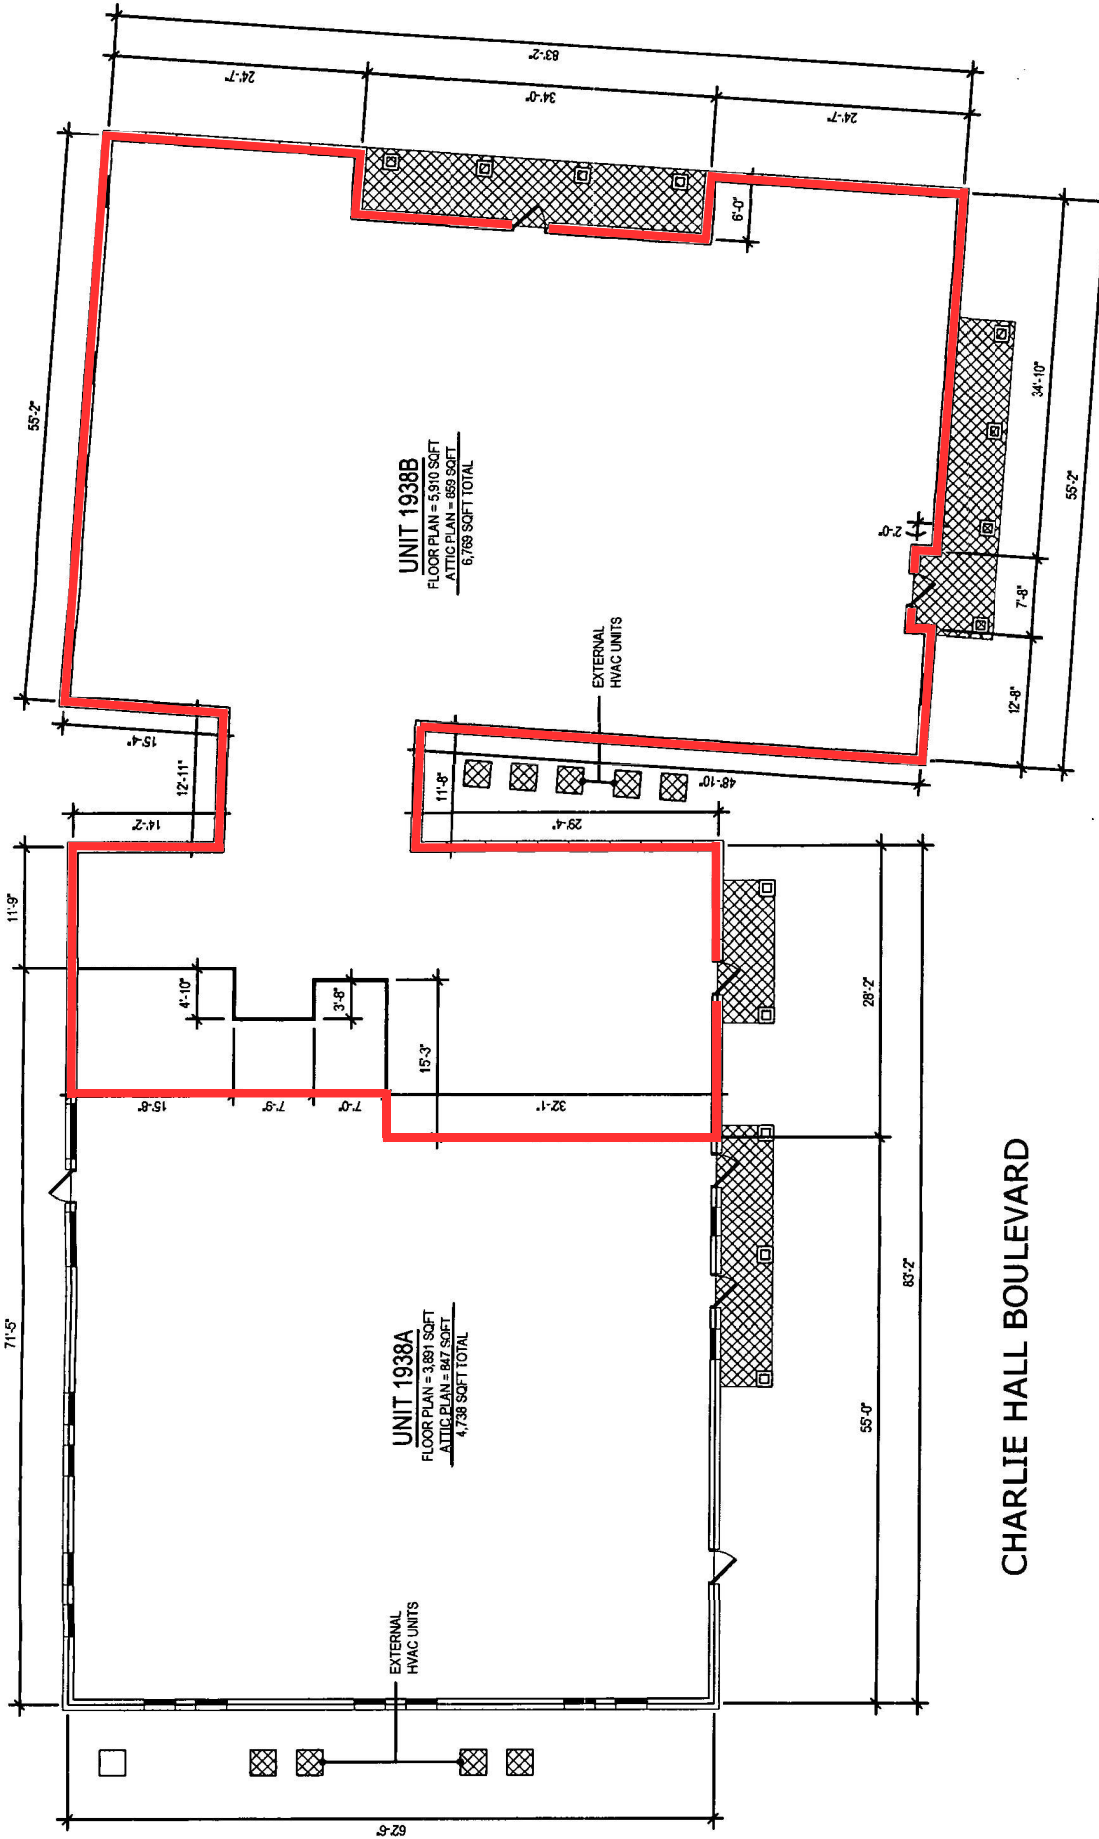 83'-2"
24'-7"
34'-0"
24'-7"
55'-2"
6'-0"
UNIT 1938B
FLOOR PLAN = 5,910 SQFT
ATTIC PLAN = 859 SQFT
6,769 SQFT TOTAL
34'-10"
55'-2"
2'-0"
7'-8"
12'-8"
EXTERNAL
HVAC UNITS
15'-4"
12'-11"
14'-2"
11'-8"
48'-10"
29'-4"
11'-9"
4'-10"
3'-8"
15'-3"
28'-2"
15'-8"
7'-9"
7'-0"
32'-1"
71'-5"
83'-2"
UNIT 1938A
FLOOR PLAN = 3,891 SQFT
ATTIC PLAN = 847 SQFT
4,738 SQFT TOTAL
55'-0"
CHARLIE HALL BOULEVARD
EXTERNAL
HVAC UNITS
62'-6"